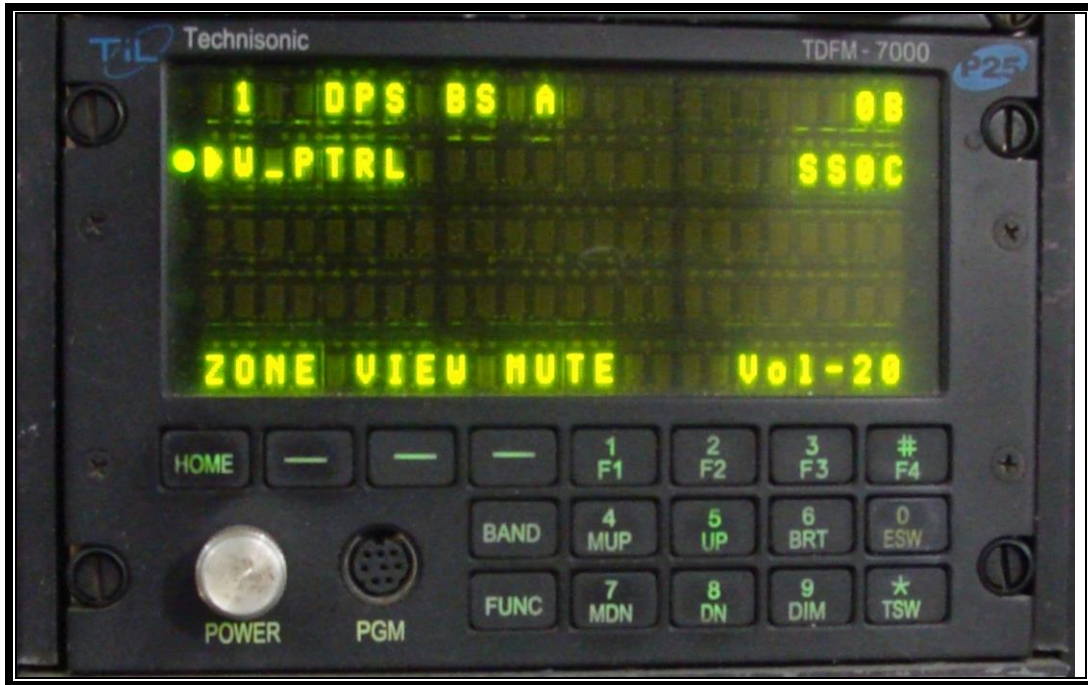 TiL Technisonic TDFM - 7000 P25
1 DPS BS A 0B
W_PTRL SS0C
ZONE VIEW MUTE Vol-20
HOME — — — 1 2 3 #
F1 F2 F3 F4
BAND 4 5 6 0
MUP UP BRT ESW
FUNC 7 8 9 *
MDN DN DIM TSW
POWER PGM